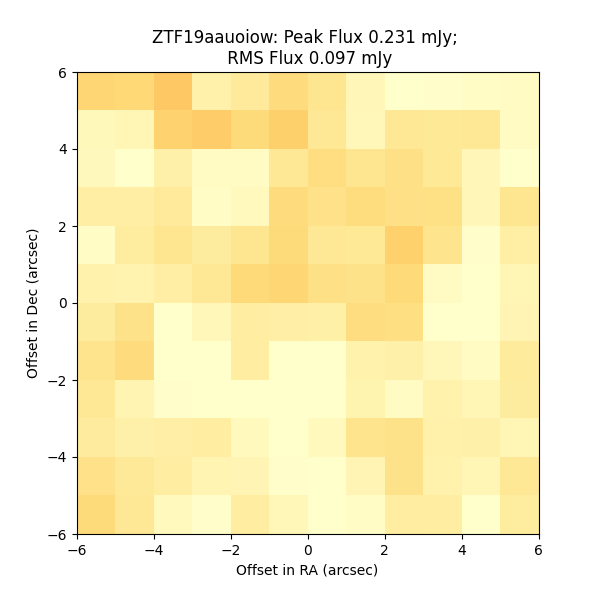 ZTF19aauoiow: Peak Flux 0.231 mJy;
RMS Flux 0.097 mJy
6
4
2
0
−2
−4
−6
Offset in Dec (arcsec)
−6 −4 −2 0 2 4 6
Offset in RA (arcsec)